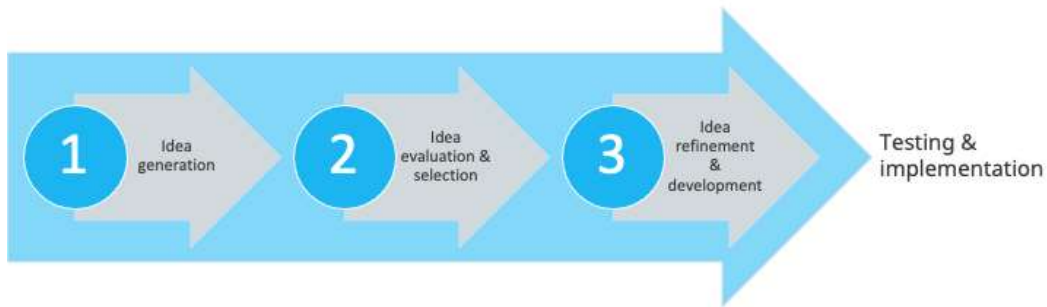 1
Idea
generation
2
Idea
evaluation &
selection
3
Idea
refinement
&
development
Testing &
implementation